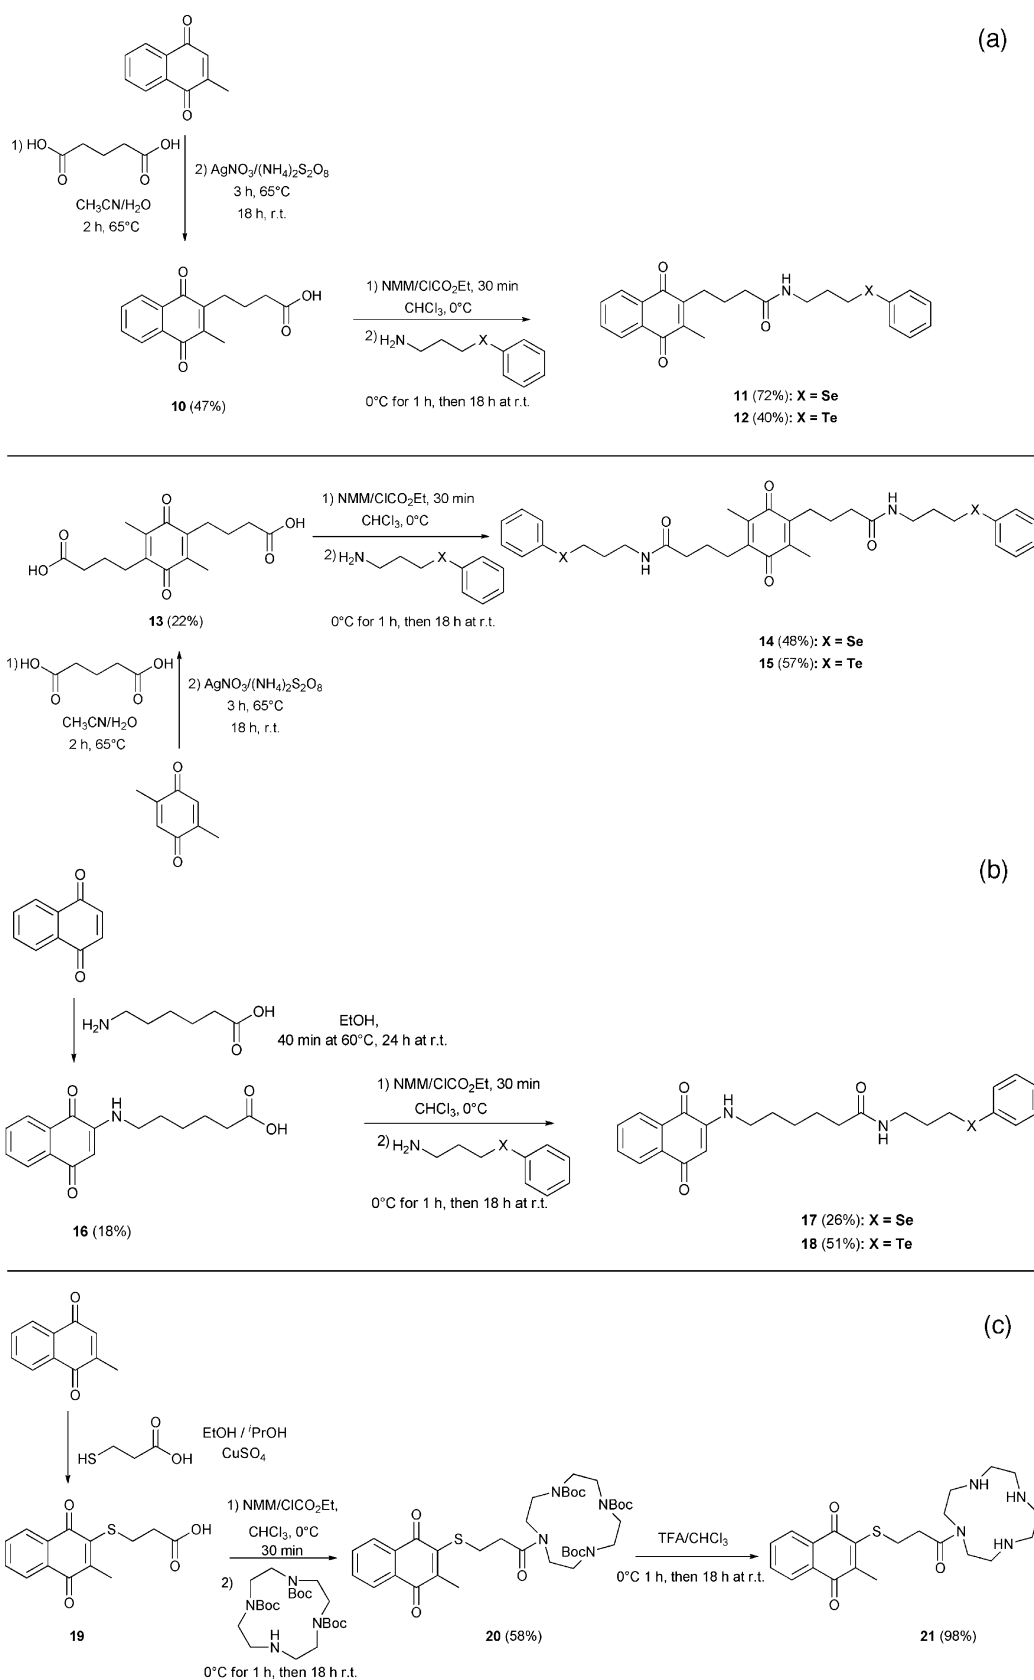 (a)
O
O
1) HO
OH
O
O
CH3CN/H2O
2 h, 65°C
2) AgNO3/(NH4)2S2O8
3 h, 65°C
18 h, r.t.
O
OH
O
O
10 (47%)
1) NMM/ClCO2Et, 30 min
CHCl3, 0°C
2) H2N
X
0°C for 1 h, then 18 h at r.t.
O
H
N
X
O
O
11 (72%): X = Se
12 (40%): X = Te
O
OH
O
O
HO
O
13 (22%)
1) NMM/ClCO2Et, 30 min
CHCl3, 0°C
2) H2N
X
0°C for 1 h, then 18 h at r.t.
O
H
N
X
O
O
X
N
H
O
14 (48%): X = Se
15 (57%): X = Te
1) HO
OH
O
O
CH3CN/H2O
2 h, 65°C
2) AgNO3/(NH4)2S2O8
3 h, 65°C
18 h, r.t.
O
O
(b)
O
O
H2N
OH
O
EtOH,
40 min at 60°C, 24 h at r.t.
O
H
N
O
OH
O
16 (18%)
1) NMM/ClCO2Et, 30 min
CHCl3, 0°C
2) H2N
X
0°C for 1 h, then 18 h at r.t.
O
H
N
O
N
H
X
O
17 (26%): X = Se
18 (51%): X = Te
(c)
O
O
HS
O
OH
EtOH / iPrOH
CuSO4
O
S
OH
O
O
19
1) NMM/ClCO2Et,
CHCl3, 0°C
30 min
2)
N
Boc
NBoc
NBoc
N
H
0°C for 1 h, then 18 h r.t.
O
S
O
O
N
NBoc
NBoc
BocN
20 (58%)
TFA/CHCl3
0°C 1 h, then 18 h at r.t.
O
S
O
O
N
NH
HN
HN
21 (98%)